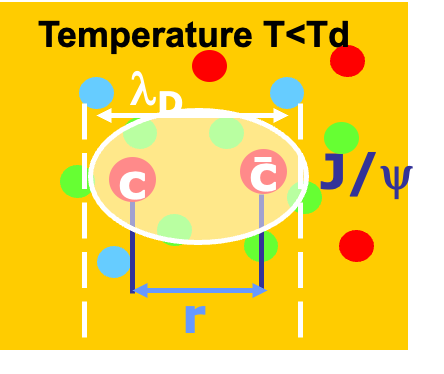 Temperature T<Td
λD
c c̄ J/ψ
r